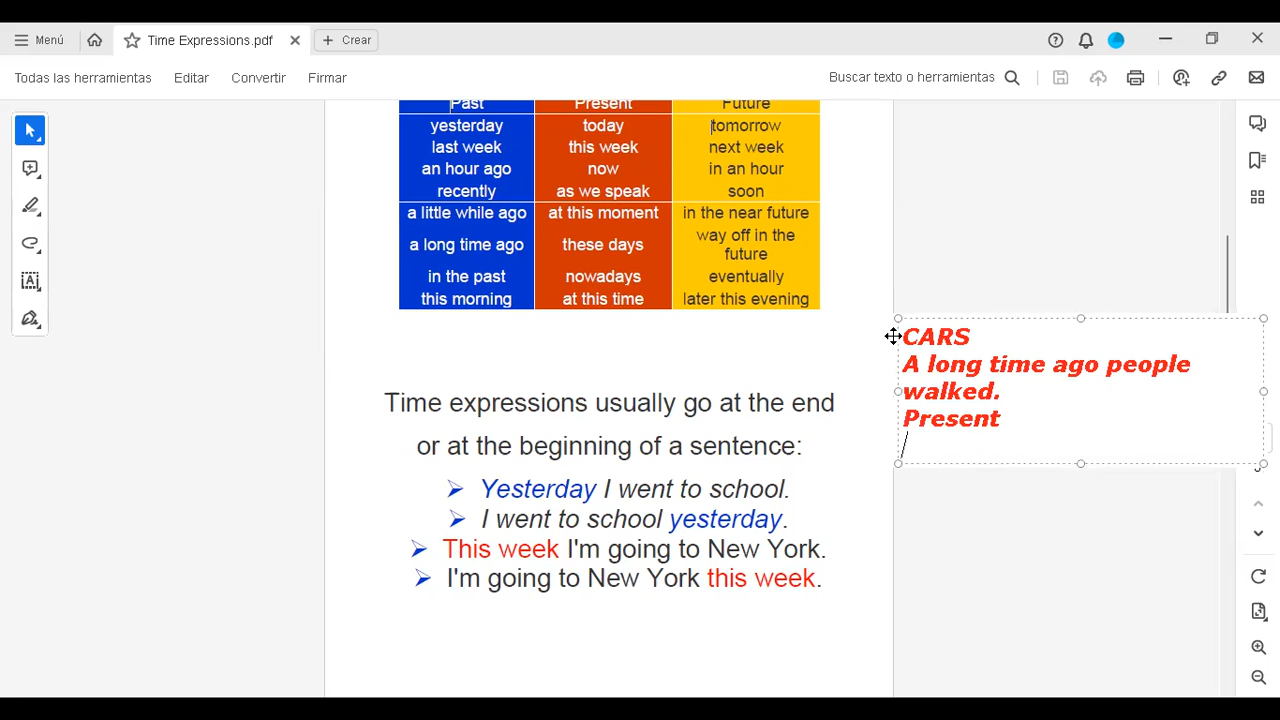 Menú
Time Expressions.pdf
Crear
Todas las herramientas
Editar
Convertir
Firmar
Buscar texto o herramientas
Past Present Future
yesterday today tomorrow
last week this week next week
an hour ago now in an hour
recently as we speak soon
a little while ago at this moment in the near future
a long time ago these days way off in the
future
in the past nowadays eventually
this morning at this time later this evening
CARS
A long time ago people
walked.
Present
Time expressions usually go at the end
or at the beginning of a sentence:
Yesterday I went to school.
I went to school yesterday.
This week I'm going to New York.
I'm going to New York this week.